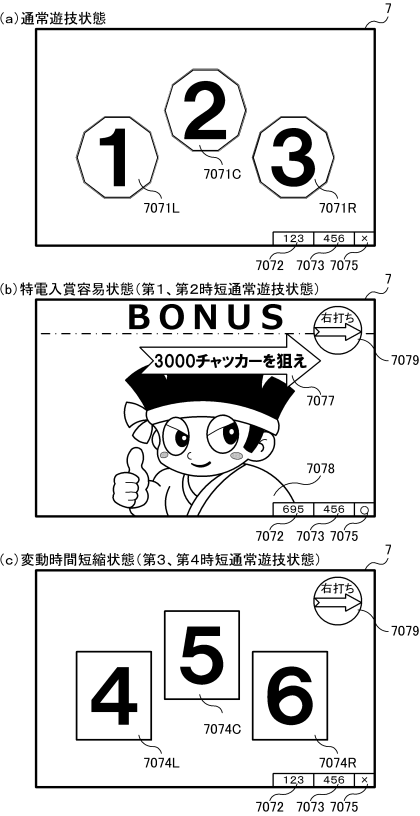 7
(a)通常遊技状態
2
1
3
7071C
7071L
7071R
123 456 ×
7072 7073 7075
7
(b)特電入賞容易状態(第1、第2時短通常遊技状態)
BONUS
右打ち
7079
3000チャッカーを狙え
7077
7078
695 456 ○
7072 7073 7075
(c)変動時間短縮状態(第3、第4時短通常遊技状態)
7
右打ち
7079
5
4
6
7074C
7074L
7074R
123 456 ×
7072 7073 7075